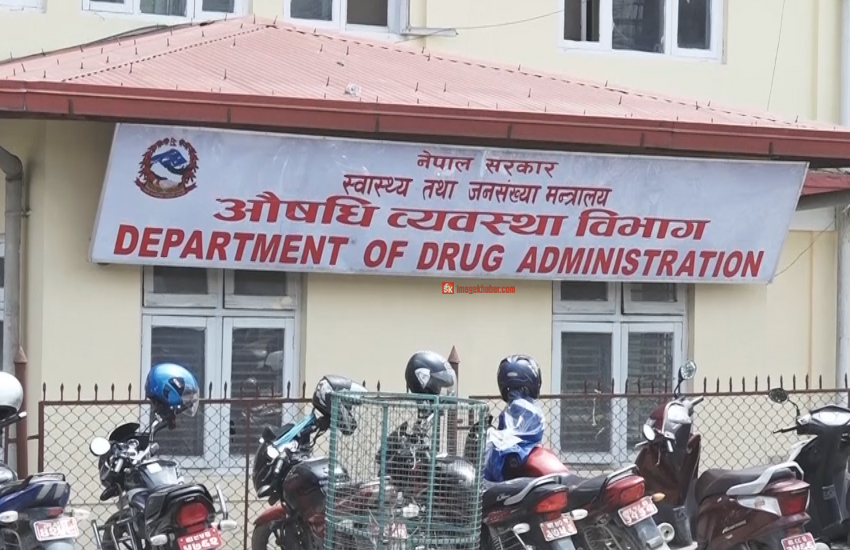 नेपाल सरकार
स्वास्थ्य तथा जनसंख्या मन्त्रालय
औषधि व्यवस्था विभाग
DEPARTMENT OF DRUG ADMINISTRATION
imagekhabar.com